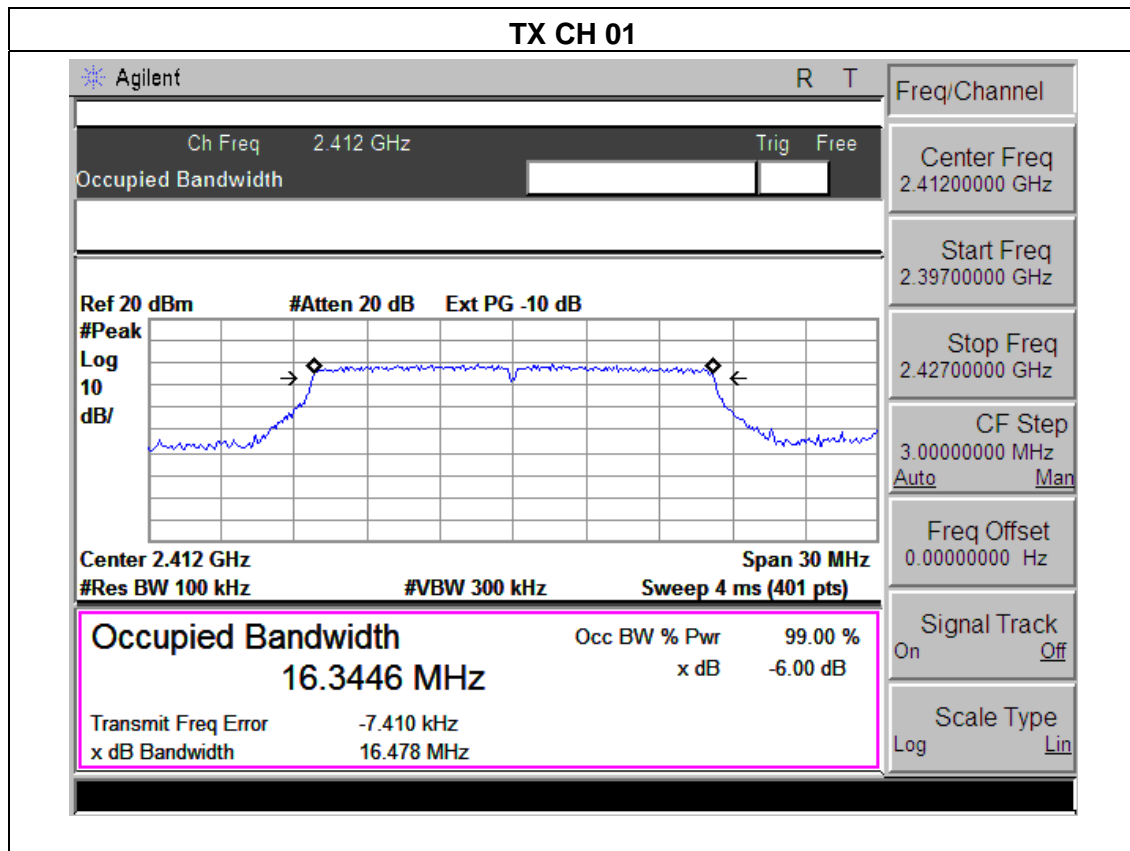 TX CH 01
Agilent R T
Ch Freq 2.412 GHz Trig Free
Occupied Bandwidth
Ref 20 dBm #Atten 20 dB Ext PG -10 dB
#Peak
Log
10
dB/
Center 2.412 GHz Span 30 MHz
#Res BW 100 kHz #VBW 300 kHz Sweep 4 ms (401 pts)
Occupied Bandwidth Occ BW % Pwr 99.00 %
16.3446 MHz x dB -6.00 dB
Transmit Freq Error -7.410 kHz
x dB Bandwidth 16.478 MHz
Freq/Channel
Center Freq
2.41200000 GHz
Start Freq
2.39700000 GHz
Stop Freq
2.42700000 GHz
CF Step
3.00000000 MHz
Auto Man
Freq Offset
0.00000000 Hz
Signal Track
On Off
Scale Type
Log Lin